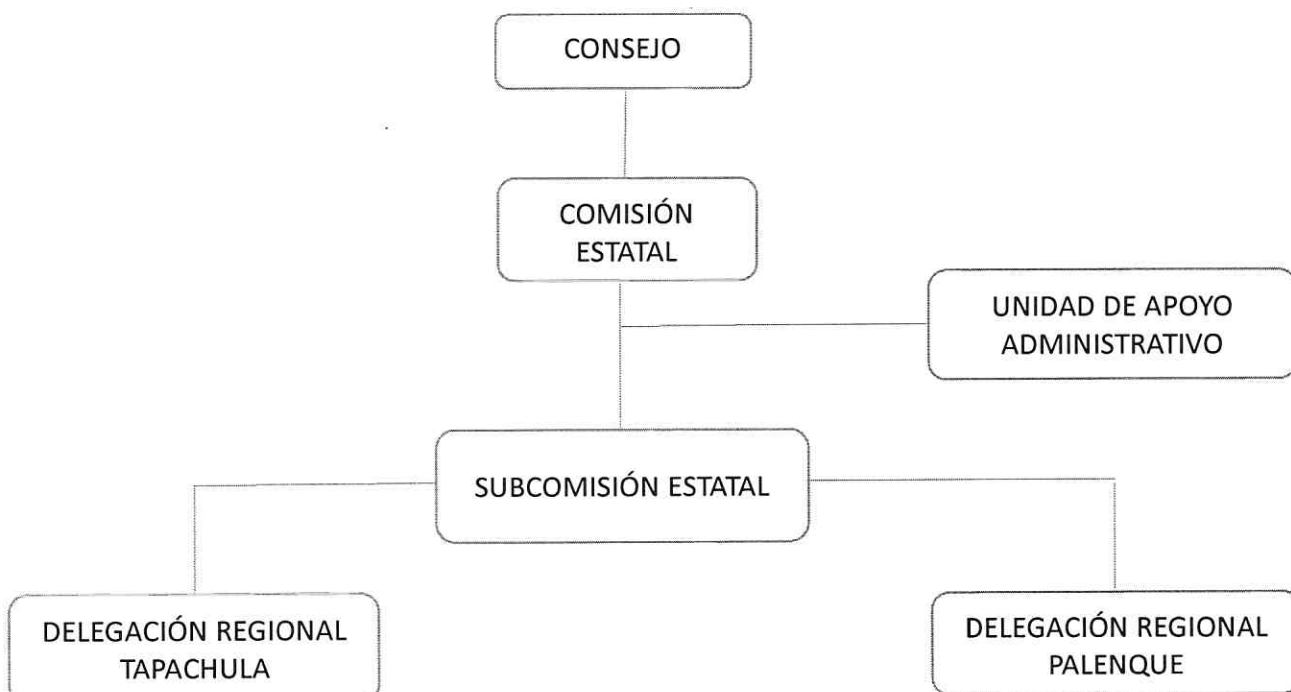 CONSEJO
COMISIÓN
ESTATAL
UNIDAD DE APOYO
ADMINISTRATIVO
SUBCOMISIÓN ESTATAL
DELEGACIÓN REGIONAL
TAPACHULA
DELEGACIÓN REGIONAL
PALENQUE